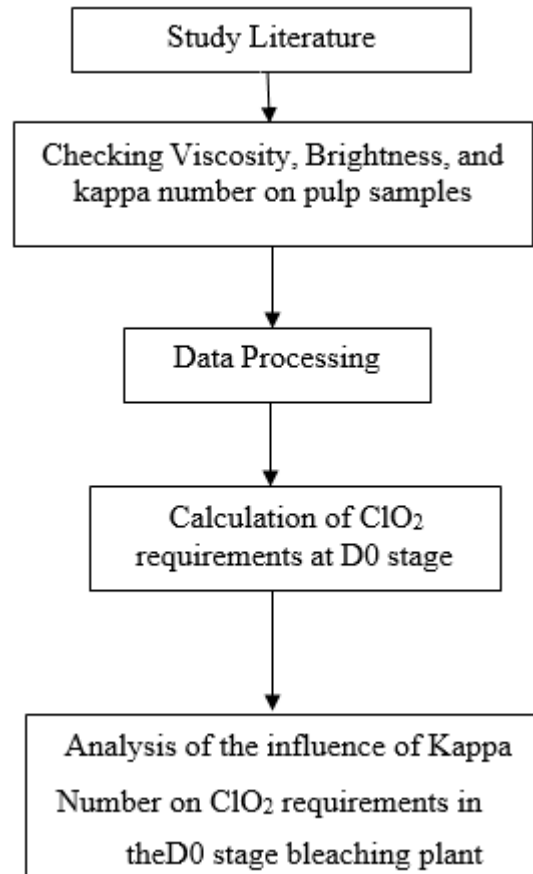 Study Literature
Checking Viscosity, Brightness, and
kappa number on pulp samples
Data Processing
Calculation of ClO₂
requirements at D0 stage
Analysis of the influence of Kappa
Number on ClO₂ requirements in
theD0 stage bleaching plant